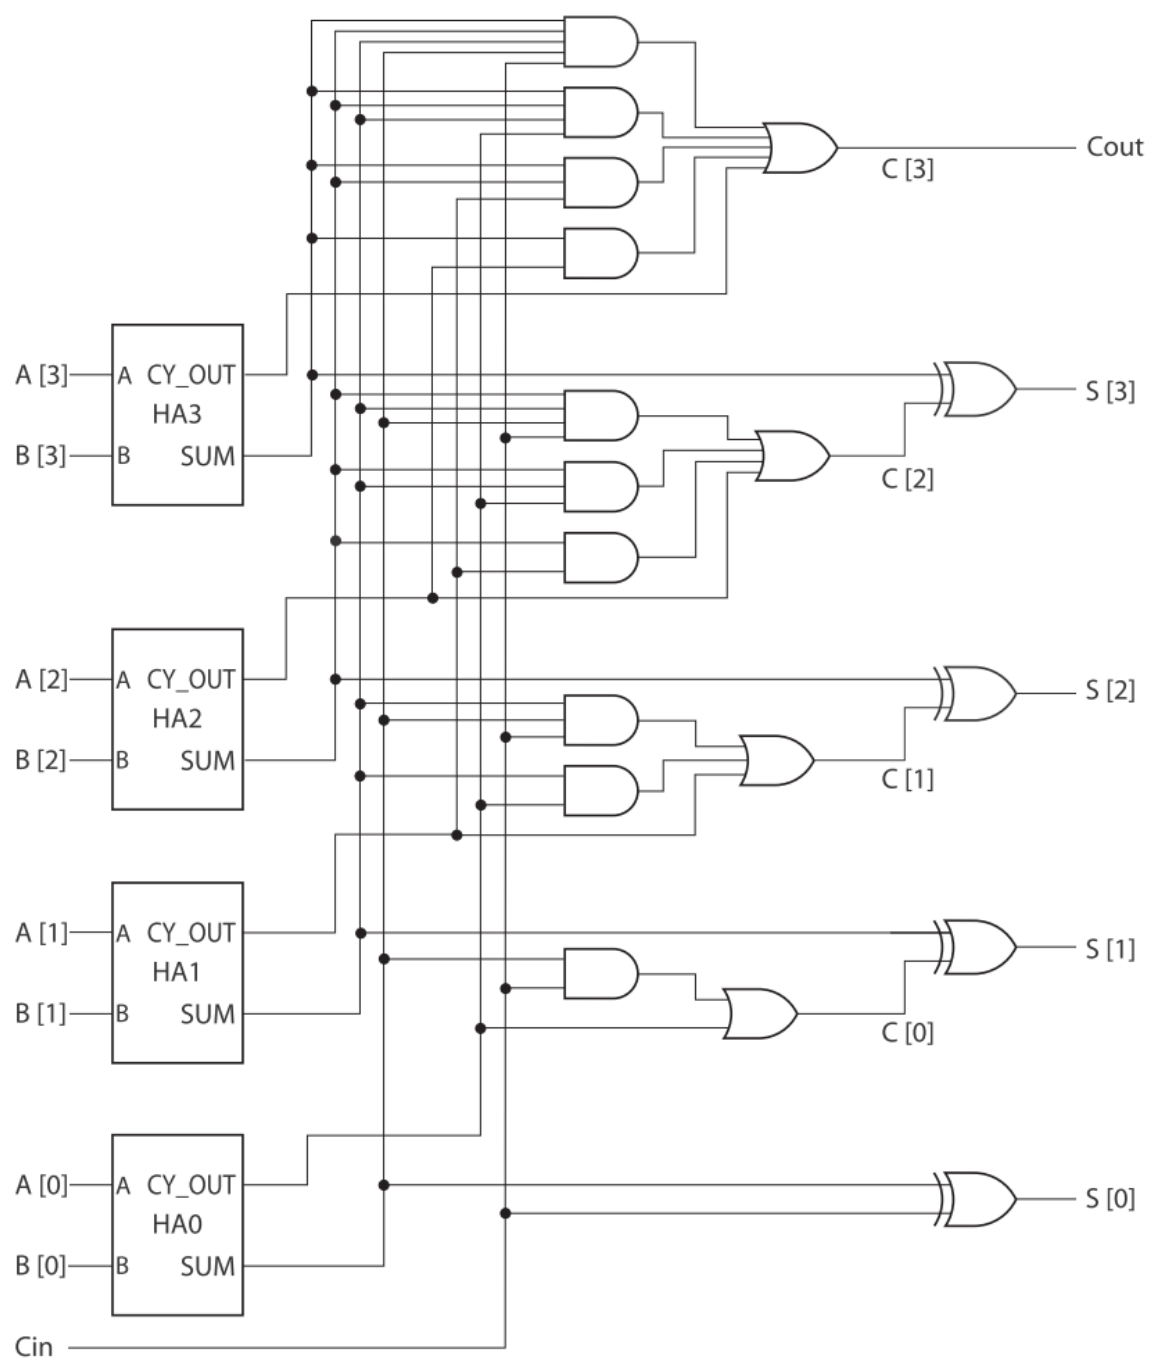 Cout
C [3]
A [3] A CY_OUT
HA3
B [3] B SUM
S [3]
C [2]
A [2] A CY_OUT
HA2
B [2] B SUM
S [2]
C [1]
A [1] A CY_OUT
HA1
B [1] B SUM
S [1]
C [0]
A [0] A CY_OUT
HA0
B [0] B SUM
S [0]
Cin